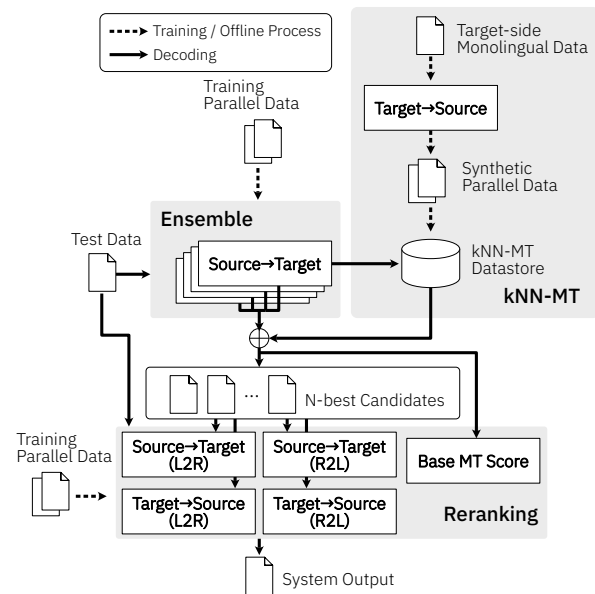 Training / Offline Process
Decoding
Target-side
Monolingual Data
Target→Source
Synthetic
Parallel Data
kNN-MT
Datastore
kNN-MT
Training
Parallel Data
Ensemble
Test Data
Source→Target
N-best Candidates
...
Training
Parallel Data
Source→Target
(L2R)
Source→Target
(R2L)
Target→Source
(L2R)
Target→Source
(R2L)
Base MT Score
Reranking
System Output